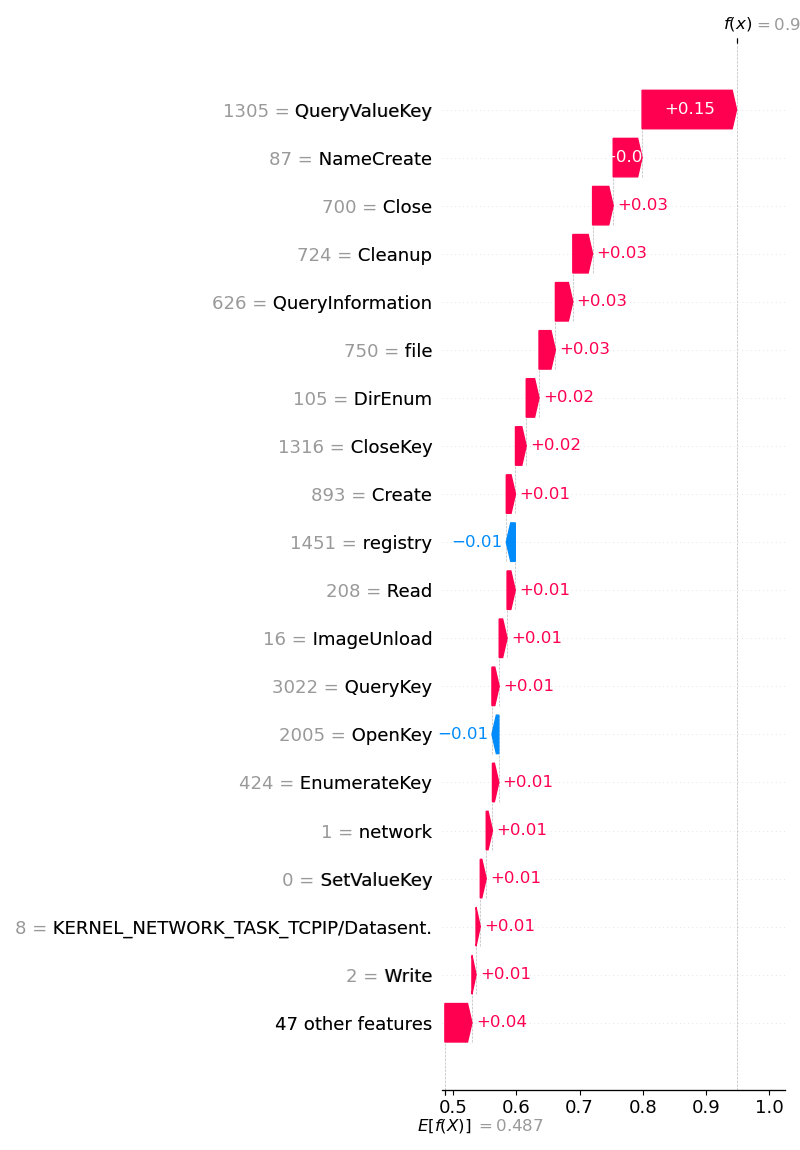 f(x) = 0.9
1305 = QueryValueKey +0.15
87 = NameCreate +0.0
700 = Close +0.03
724 = Cleanup +0.03
626 = QueryInformation +0.03
750 = file +0.03
105 = DirEnum +0.02
1316 = CloseKey +0.02
893 = Create +0.01
1451 = registry −0.01
208 = Read +0.01
16 = ImageUnload +0.01
3022 = QueryKey +0.01
2005 = OpenKey −0.01
424 = EnumerateKey +0.01
1 = network +0.01
0 = SetValueKey +0.01
8 = KERNEL_NETWORK_TASK_TCPIP/Datasent. +0.01
2 = Write +0.01
47 other features +0.04
0.5 0.6 0.7 0.8 0.9 1.0
E[f(X)] = 0.487